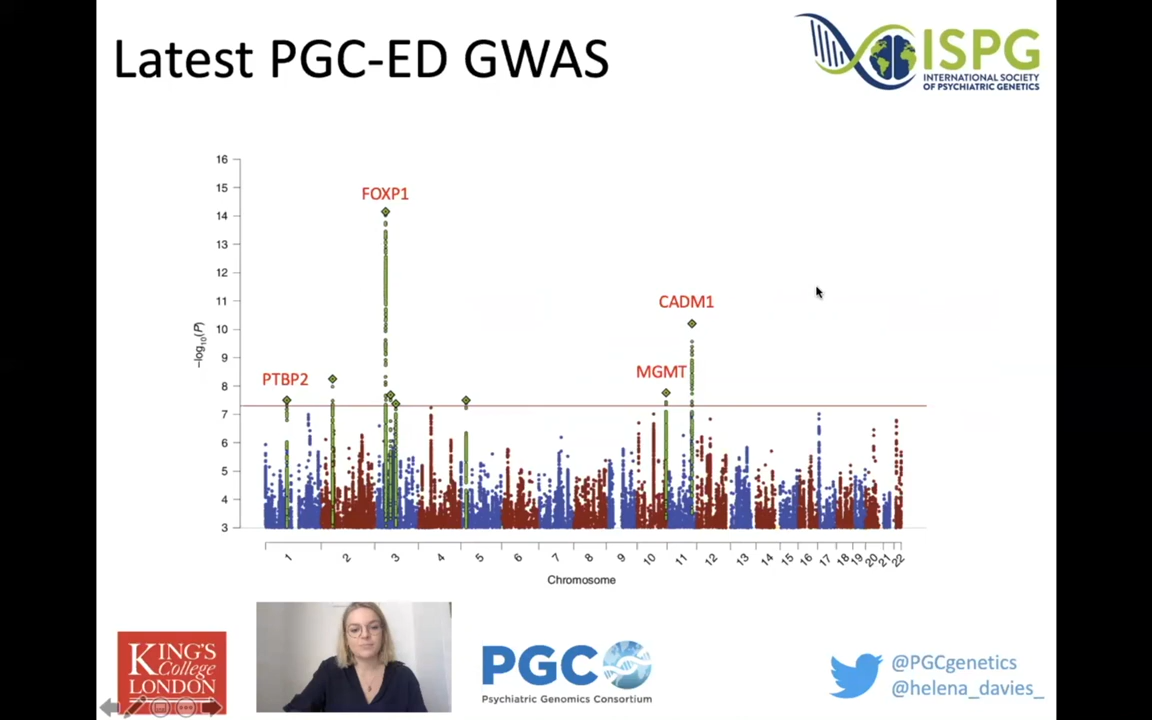 Latest PGC-ED GWAS
ISPG
INTERNATIONAL SOCIETY
OF PSYCHIATRIC GENETICS
16
15
14
13
12
11
10
9
8
7
6
5
4
3
−log10(P)
FOXP1
CADM1
MGMT
PTBP2
1 2 3 4 5 6 7 8 9 10 11 12 13 14 15 16 17 18 19 20 21 22
Chromosome
KING'S
College
LONDON
PGC
Psychiatric Genomics Consortium
@PGCgenetics
@helena_davies_